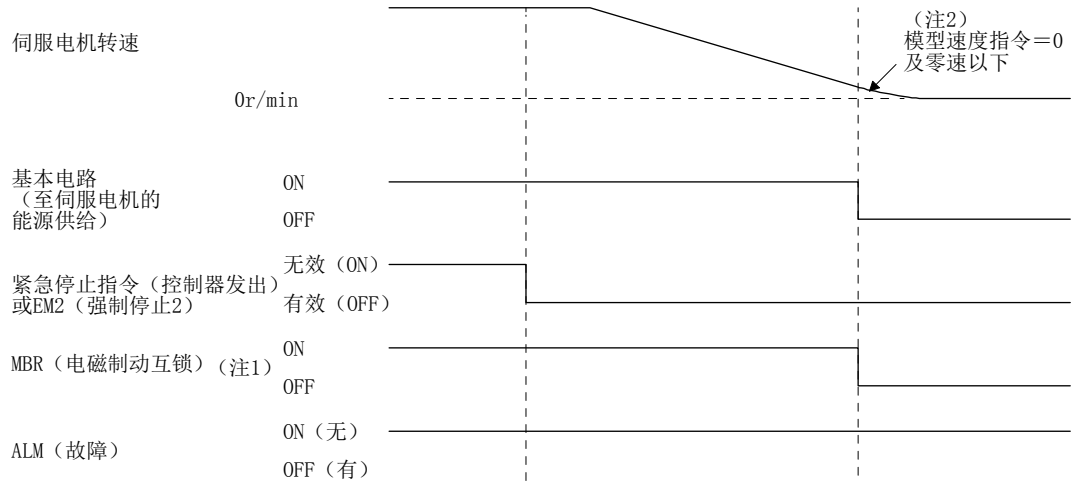 伺服电机转速
（注2）
模型速度指令＝0
及零速以下
0r/min
基本电路
（至伺服电机的
能源供给）
ON
OFF
紧急停止指令（控制器发出）
或EM2（强制停止2）
无效（ON）
有效（OFF）
MBR（电磁制动互锁）（注1）
ON
OFF
ALM（故障）
ON（无）
OFF（有）